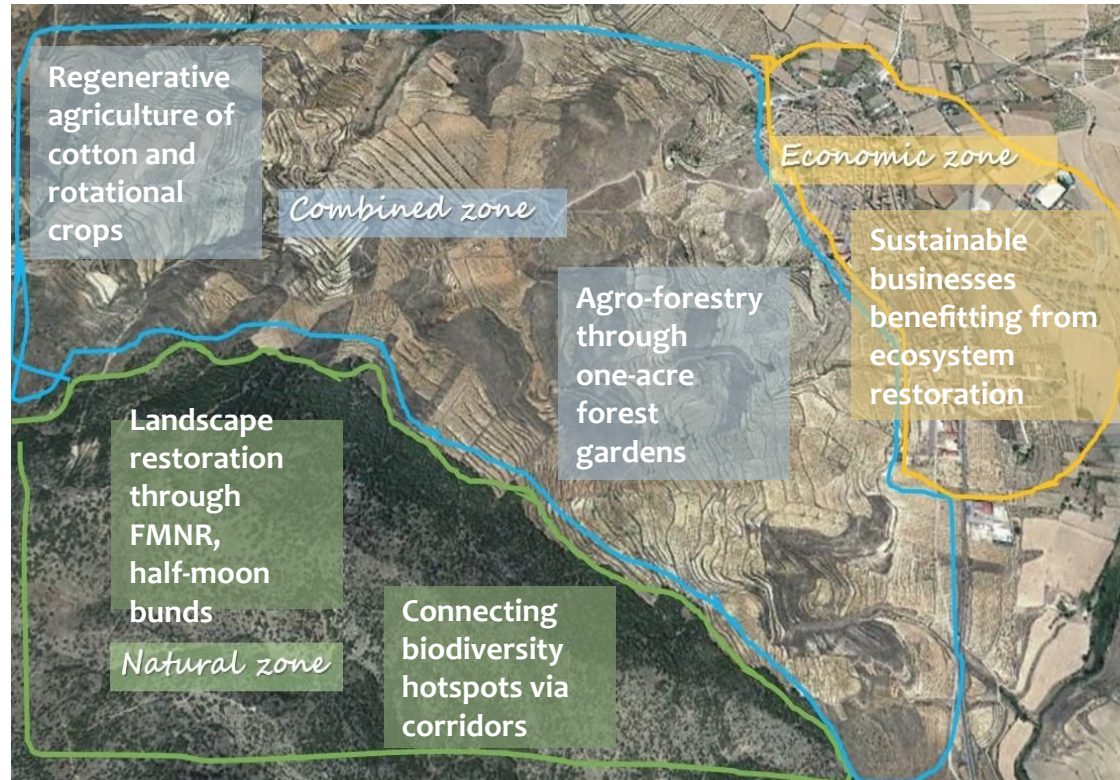 Regenerative
agriculture of
cotton and
rotational
crops
Combined zone
Economic zone
Sustainable
businesses
benefitting from
ecosystem
restoration
Agro-forestry
through
one-acre
forest
gardens
Landscape
restoration
through
FMNR,
half-moon
bunds
Natural zone
Connecting
biodiversity
hotspots via
corridors